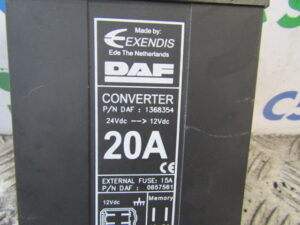 Made by:
EXENDIS
Ede The Netherlands
DAF
CONVERTER
P/N DAF : 1368354
24Vdc ---> 12Vdc
20A
CE
EXTERNAL FUSE: 15A
P/N DAF : 0657561
12Vdc
Memory